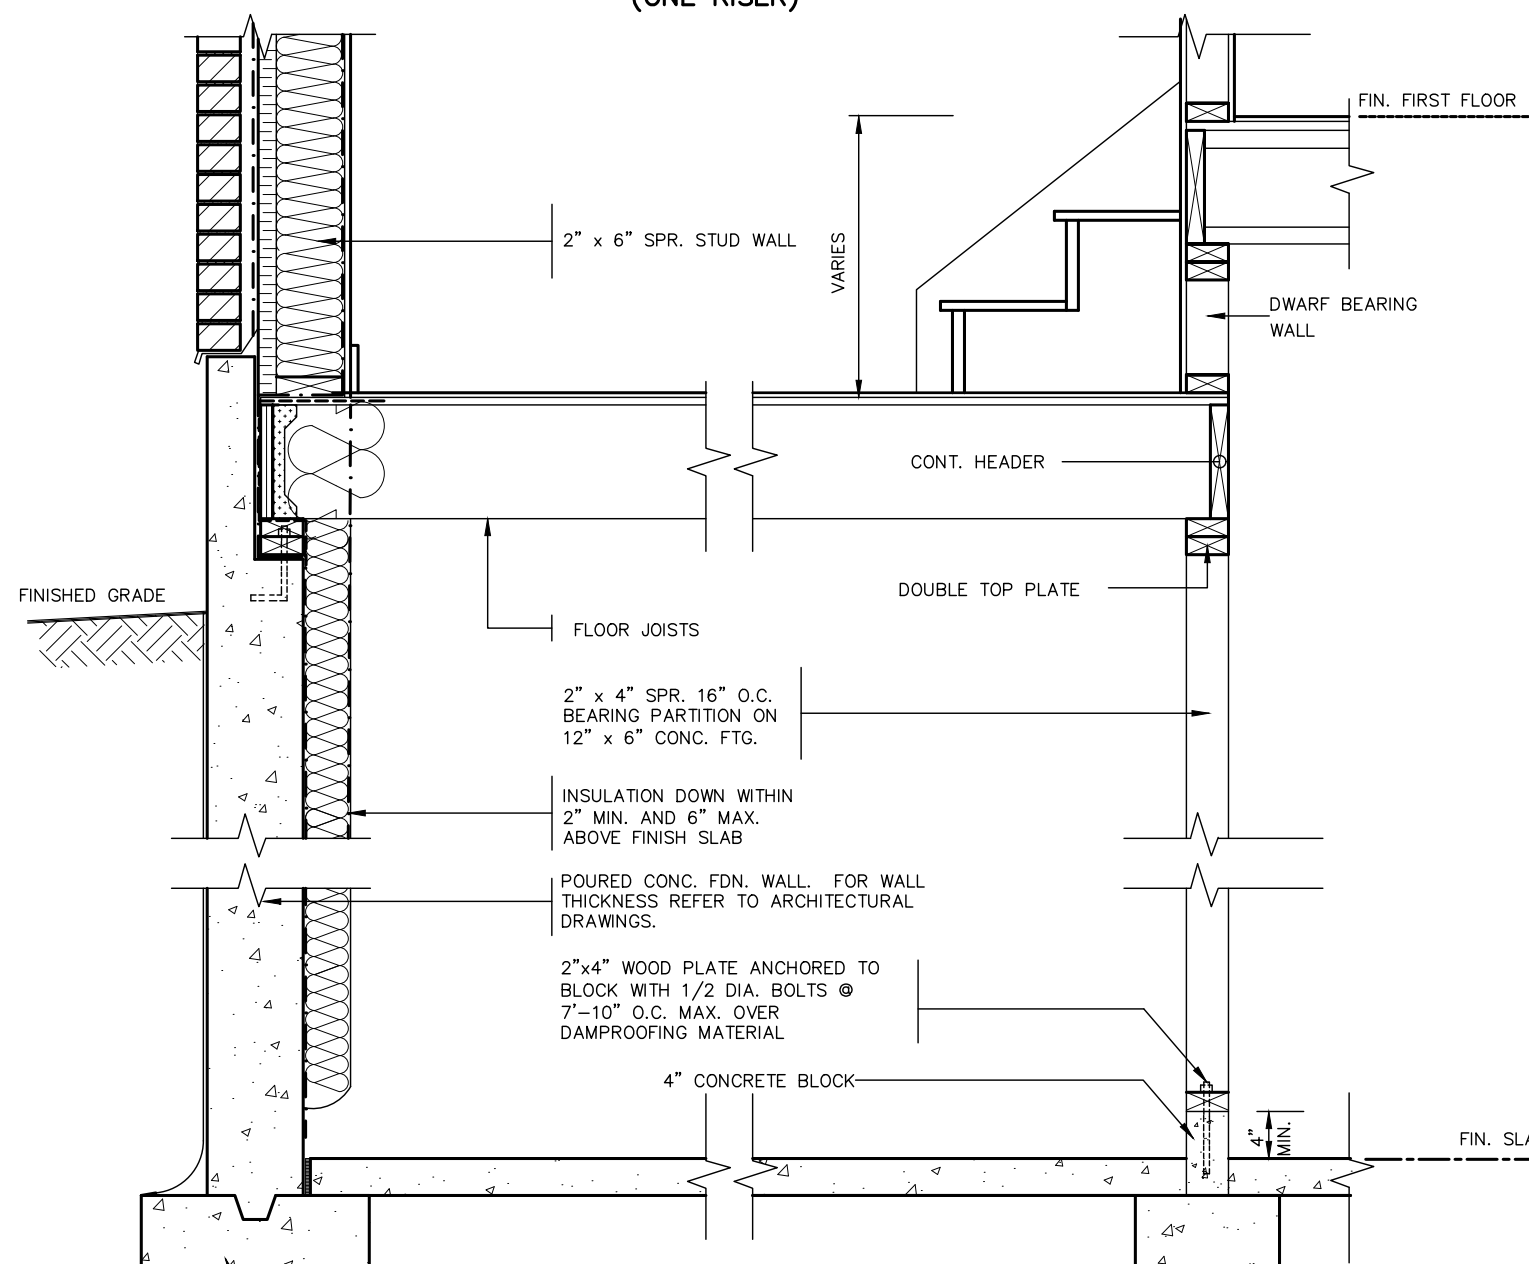 (ONE RISER)
FIN. FIRST FLOOR
2" x 6" SPR. STUD WALL
VARIES
DWARF BEARING
WALL
CONT. HEADER
FINISHED GRADE
DOUBLE TOP PLATE
FLOOR JOISTS
2" x 4" SPR. 16" O.C.
BEARING PARTITION ON
12" x 6" CONC. FTG.
INSULATION DOWN WITHIN
2" MIN. AND 6" MAX.
ABOVE FINISH SLAB
POURED CONC. FDN. WALL. FOR WALL
THICKNESS REFER TO ARCHITECTURAL
DRAWINGS.
2"x4" WOOD PLATE ANCHORED TO
BLOCK WITH 1/2 DIA. BOLTS @
7'-10" O.C. MAX. OVER
DAMPROOFING MATERIAL
4" CONCRETE BLOCK
4"
MIN.
FIN. SLA